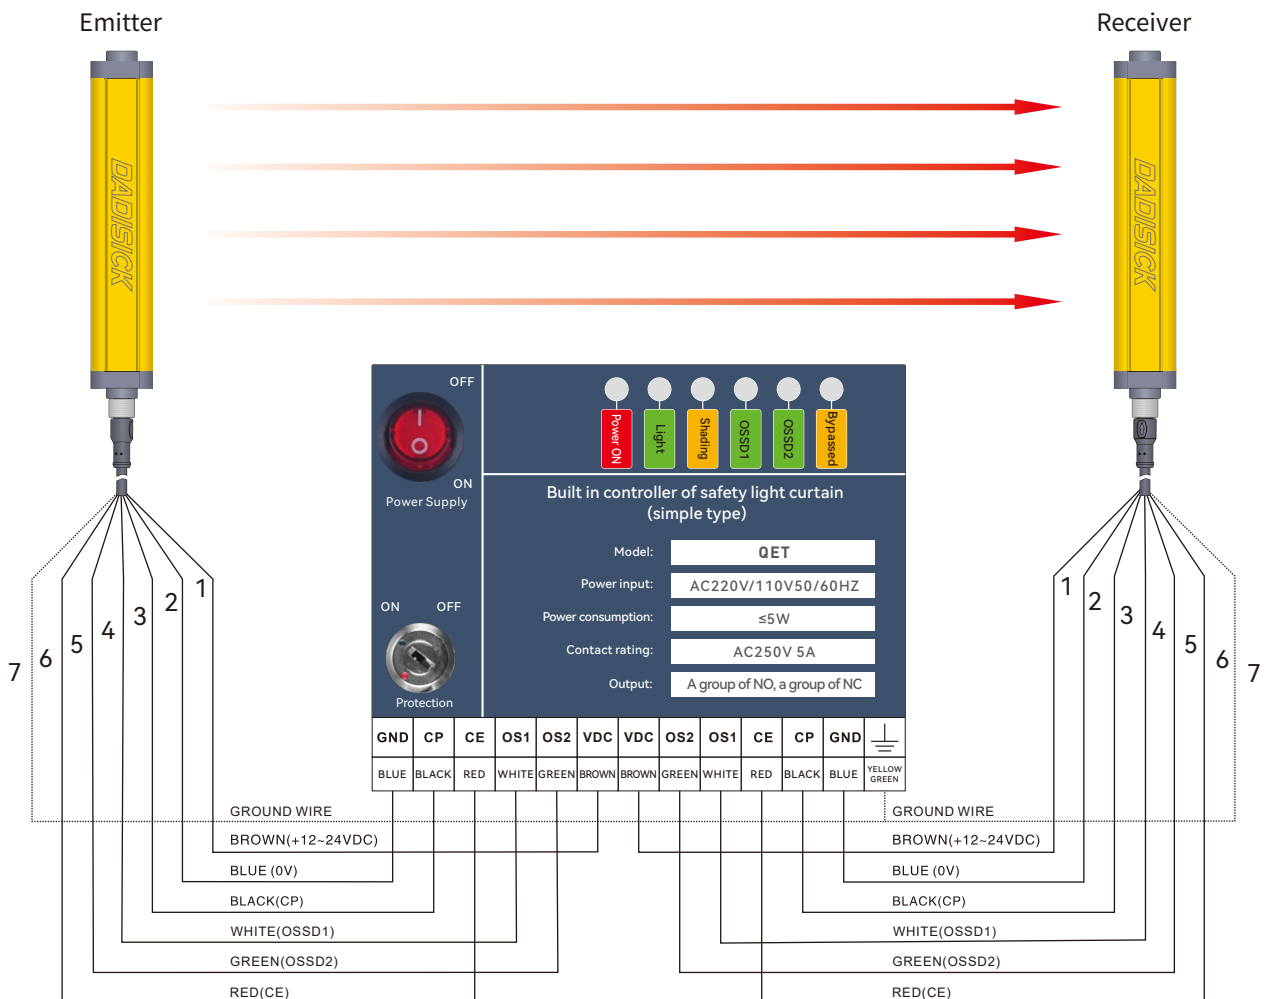 Emitter
Receiver
DADISICK
DADISICK
OFF
ON
Power Supply
Power ON
Light
Shading
OSSD1
OSSD2
Bypassed
Built in controller of safety light curtain
(simple type)
Model: QET
Power input: AC220V/110V50/60HZ
Power consumption: ≤5W
Contact rating: AC250V 5A
Output: A group of NO, a group of NC
ON OFF
Protection
GND CP CE OS1 OS2 VDC VDC OS2 OS1 CE CP GND
BLUE BLACK RED WHITE GREEN BROWN BROWN GREEN WHITE RED BLACK BLUE YELLOW GREEN
7 6 5 4 3 2 1
1 2 3 4 5 6 7
GROUND WIRE
BROWN(+12~24VDC)
BLUE (0V)
BLACK(CP)
WHITE(OSSD1)
GREEN(OSSD2)
RED(CE)
GROUND WIRE
BROWN(+12~24VDC)
BLUE (0V)
BLACK(CP)
WHITE(OSSD1)
GREEN(OSSD2)
RED(CE)